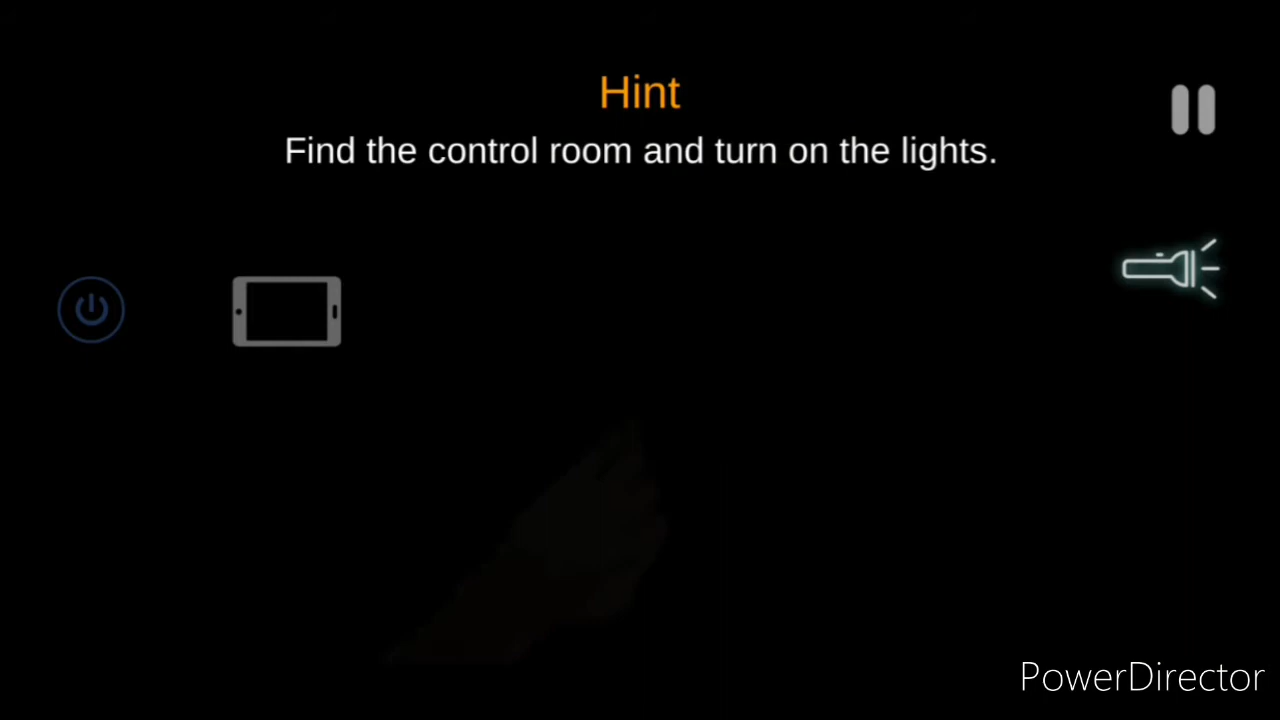 Hint
Find the control room and turn on the lights.
PowerDirector